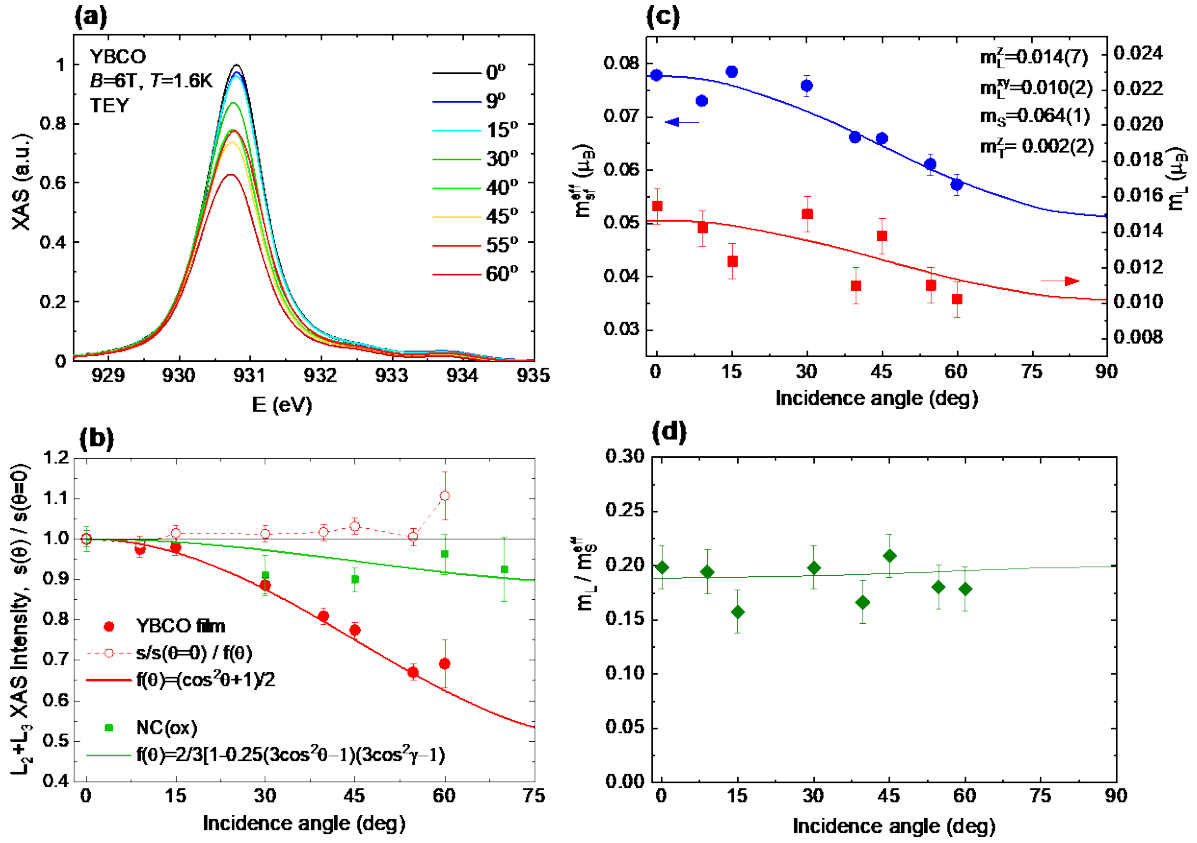 (a)
YBCO
B=6T, T=1.6K
TEY
0º
9º
15º
30º
40º
45º
55º
60º
XAS (a.u.)
1
0.8
0.6
0.4
0.2
0
929 930 931 932 933 934 935
E (eV)
(b)
L₂+L₃ XAS Intensity, s(θ) / s(θ=0)
1.2
1.1
1.0
0.9
0.8
0.7
0.6
0.5
0.4
YBCO film
s/s(θ=0) / f(θ)
f(θ)=(cos²θ+1)/2
NC(ox)
f(θ)=2/3[1-0.25(3cos²θ−1)(3cos²γ−1)
0 15 30 45 60 75
Incidence angle (deg)
(c)
m_L^z=0.014(7)
m_L^xy=0.010(2)
m_S=0.064(1)
m_T^z= 0.002(2)
m_sf^eff (μ_B)
0.08
0.07
0.06
0.05
0.04
0.03
m_L (μ_B)
0.024
0.022
0.020
0.018
0.016
0.014
0.012
0.010
0.008
0 15 30 45 60 75 90
Incidence angle (deg)
(d)
m_L / m_S^eff
0.30
0.25
0.20
0.15
0.10
0.05
0.00
0 15 30 45 60 75 90
Incidence angle (deg)